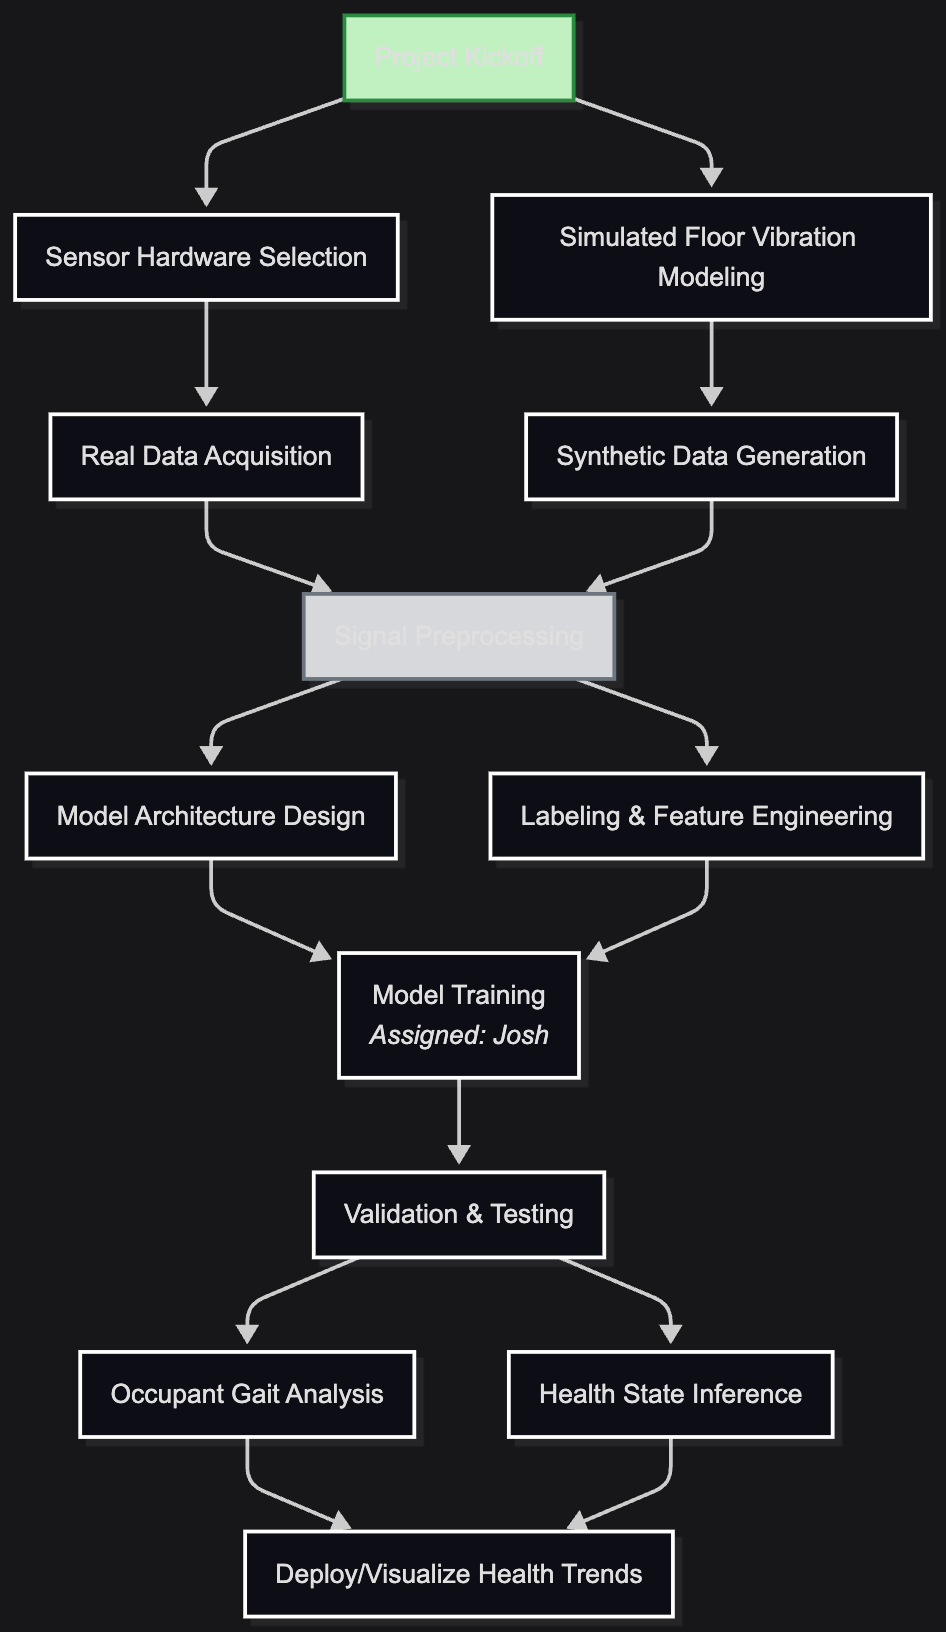 Project Kickoff
Sensor Hardware Selection
Simulated Floor Vibration
Modeling
Real Data Acquisition
Synthetic Data Generation
Signal Preprocessing
Model Architecture Design
Labeling & Feature Engineering
Model Training
Assigned: Josh
Validation & Testing
Occupant Gait Analysis
Health State Inference
Deploy/Visualize Health Trends